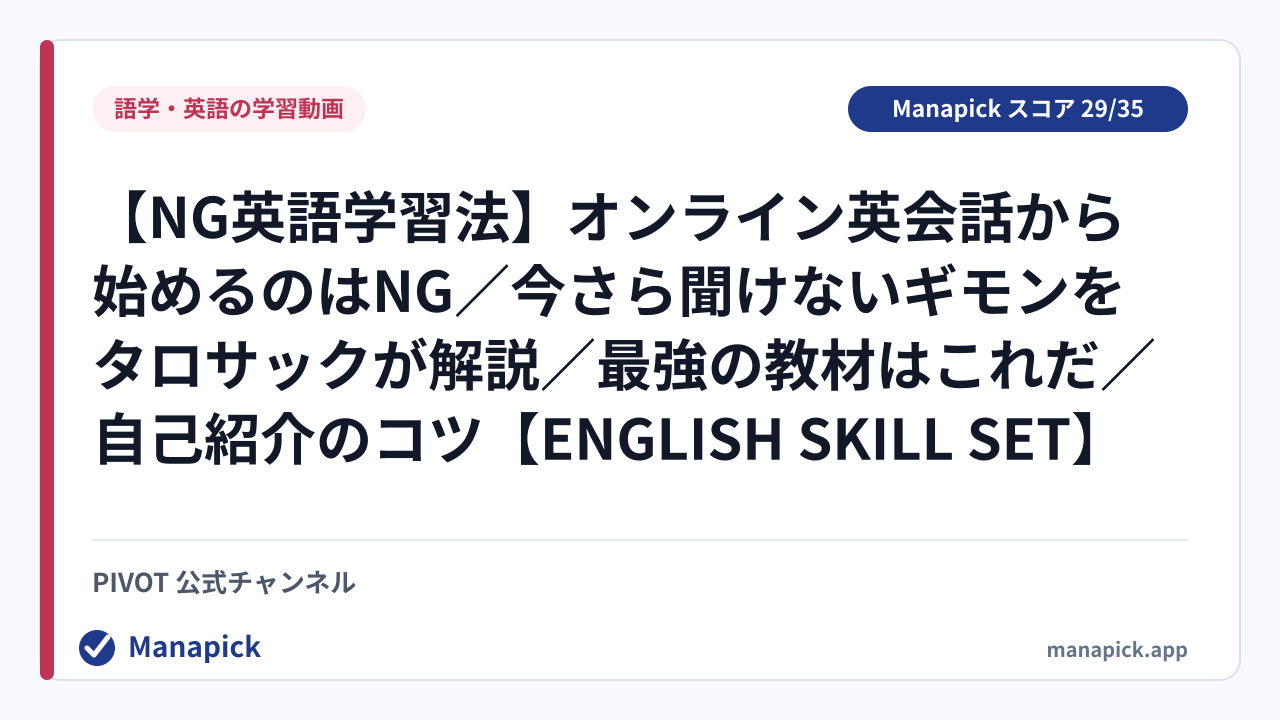 語学・英語の学習動画
Manapick スコア 29/35
【NG英語学習法】オンライン英会話から
始めるのはNG／今さら聞けないギモンを
タロサックが解説／最強の教材はこれだ／
自己紹介のコツ【ENGLISH SKILL SET】
PIVOT 公式チャンネル
Manapick
manapick.app